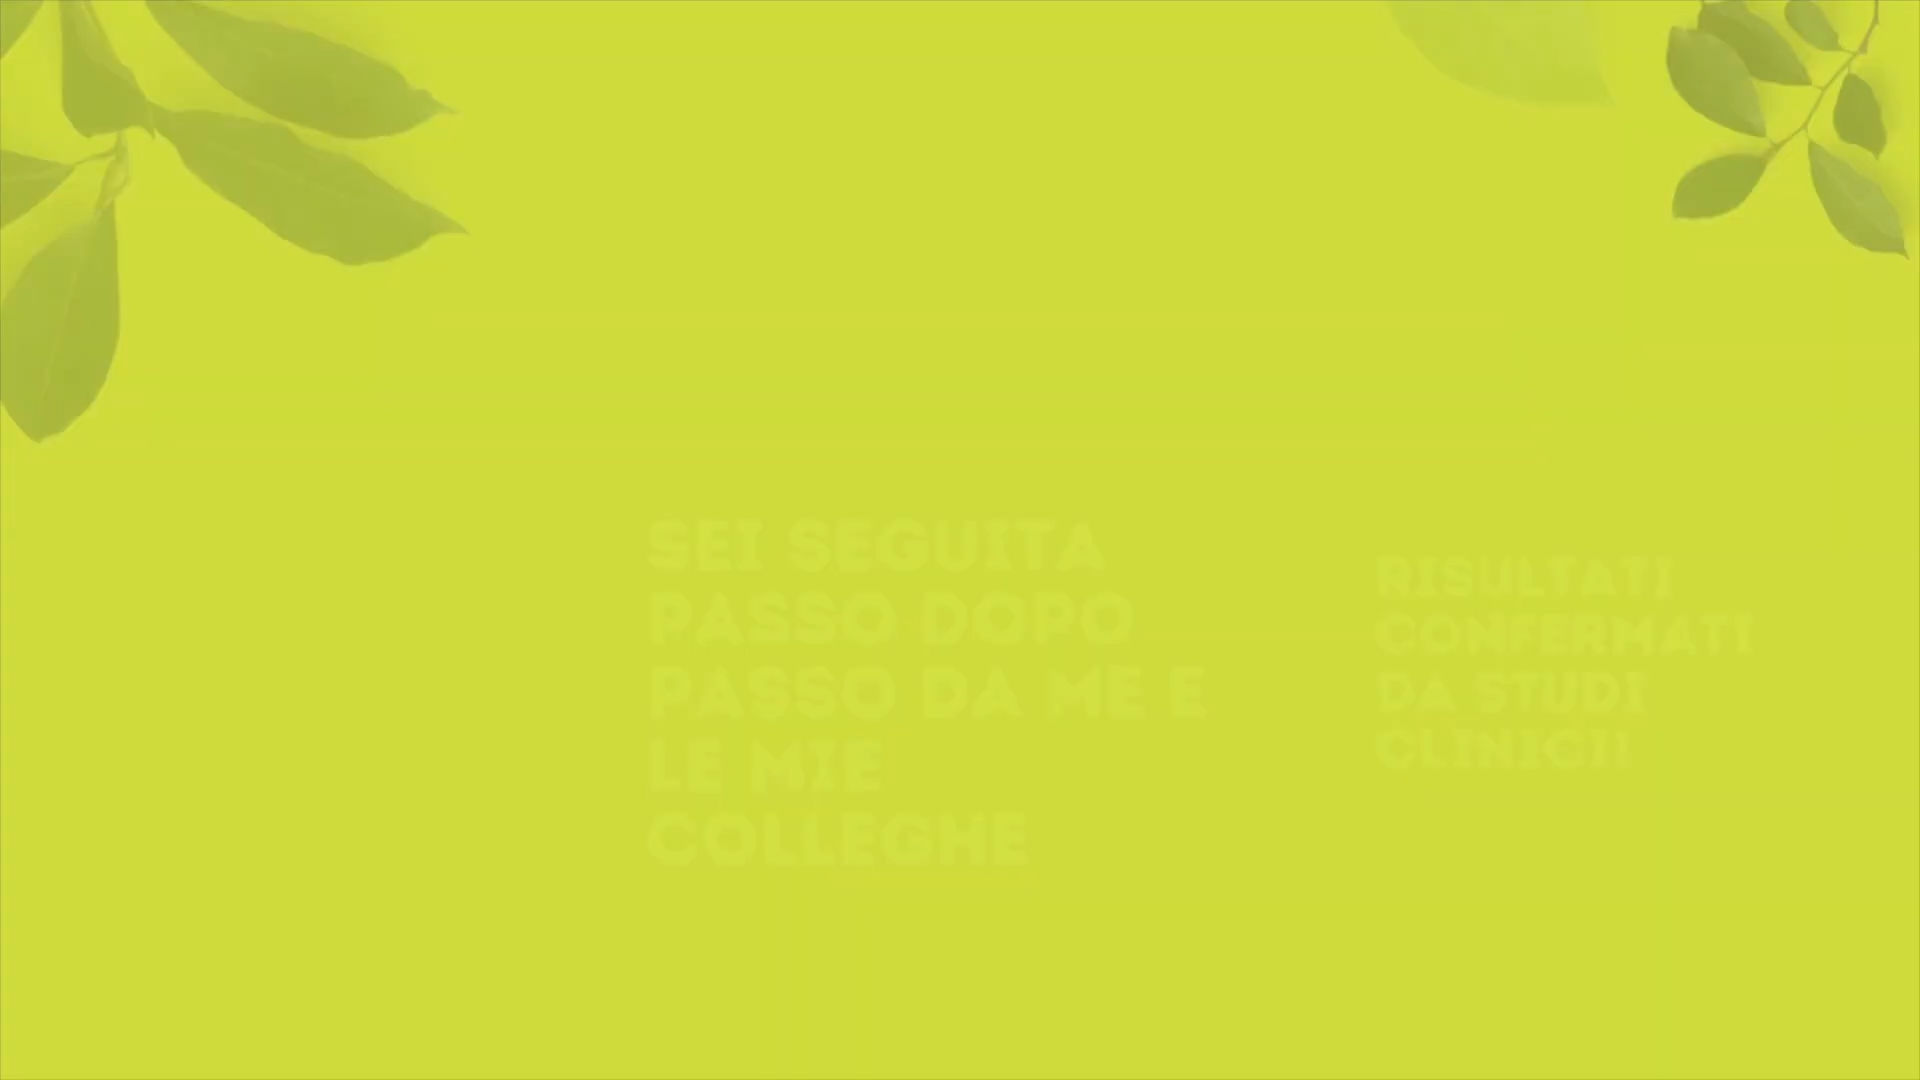 SEI SEGUITA
PASSO DOPO
PASSO DA ME E
LE MIE
COLLEGHE
RISULTATI
CONFERMATI
DA STUDI
CLINICI!